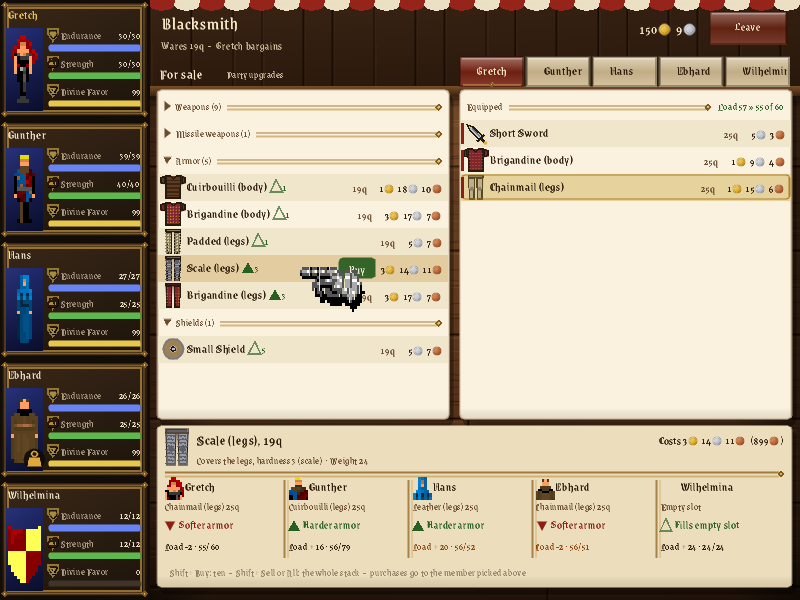 Gretch
Endurance 30/30
Strength 30/30
Divine Favor 99
Gunther
Endurance 39/39
Strength 40/40
Divine Favor 99
Hans
Endurance 27/27
Strength 25/25
Divine Favor 99
Ebhard
Endurance 26/26
Strength 25/25
Divine Favor 99
Wilhelmina
Endurance 12/12
Strength 12/12
Divine Favor 0
Blacksmith
Wares 19q - Gretch bargains
150 9
Leave
For sale Party upgrades
Gretch Gunther Hans Ebhard Wilhelmin
Weapons (9)
Missile weapons (1)
Armor (5)
Cuirbouilli (body) 1 19q 1 18 10
Brigandine (body) 1 19q 3 17 7
Padded (legs) 1 19q 5 7
Scale (legs) 3 3 14 11
Brigandine (legs) 3 3 17 7
Shields (1)
Small Shield 5 19q 5 7
Equipped Load 57 » 55 of 60
Short Sword 25q 5 3
Brigandine (body) 25q 1 9 4
Chainmail (legs) 25q 1 15 6
Scale (legs), 19q
Covers the legs, hardness 3 (scale) · Weight 24
Costs 3 14 11 (899)
Gretch
Chainmail (legs) 25q
Softer armor
Load -2 · 55/60
Gunther
Cuirbouilli (legs) 25q
Harder armor
Load +16 · 56/79
Hans
Leather (legs) 25q
Harder armor
Load +20 · 56/52
Ebhard
Chainmail (legs) 25q
Softer armor
Load -2 · 56/51
Wilhelmina
Empty slot
Fills empty slot
Load +24 · 24/24
Shift+Buy: ten - Shift+Sell or Alt: the whole stack - purchases go to the member picked above